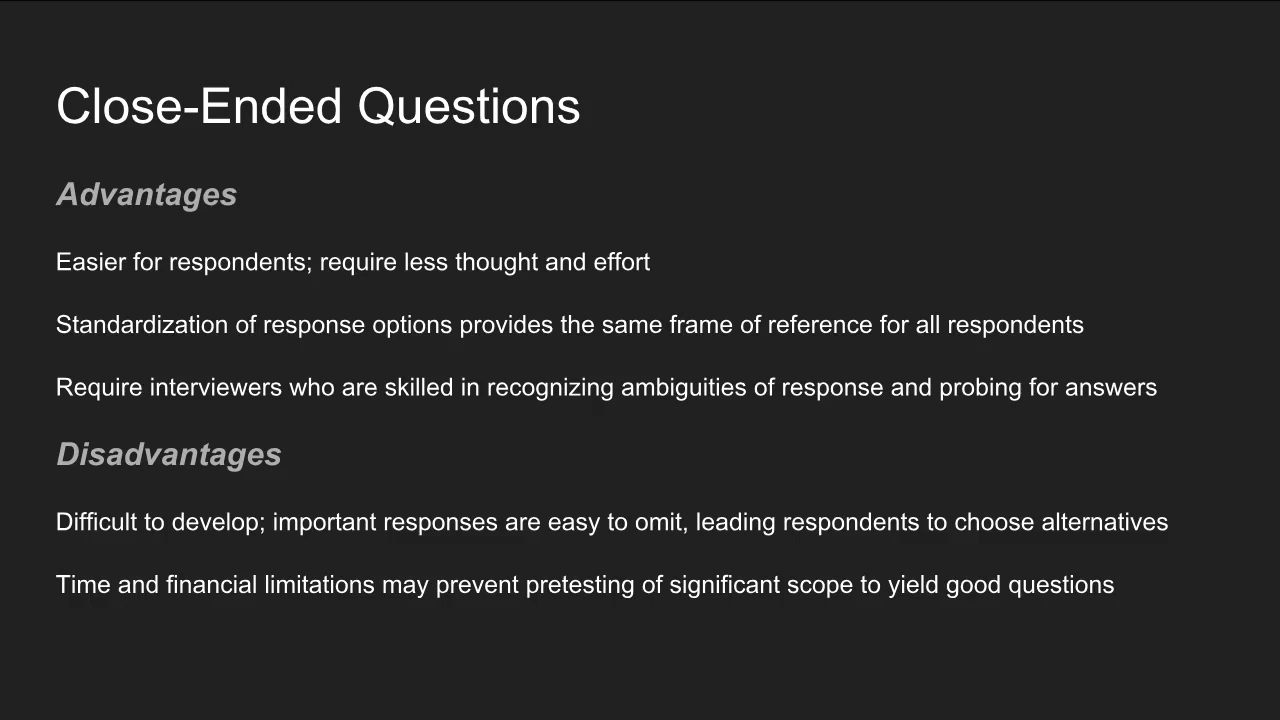 Close-Ended Questions
Advantages
Easier for respondents; require less thought and effort
Standardization of response options provides the same frame of reference for all respondents
Require interviewers who are skilled in recognizing ambiguities of response and probing for answers
Disadvantages
Difficult to develop; important responses are easy to omit, leading respondents to choose alternatives
Time and financial limitations may prevent pretesting of significant scope to yield good questions